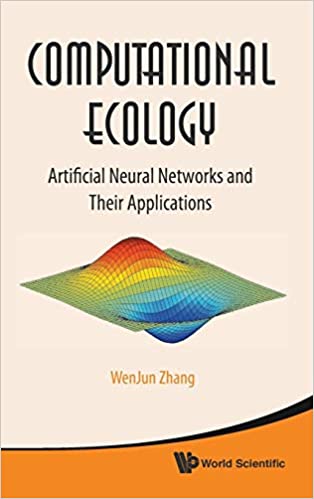 COMPUTATIONAL
ECOLOGY
Artificial Neural Networks and
Their Applications
WenJun Zhang
World Scientific